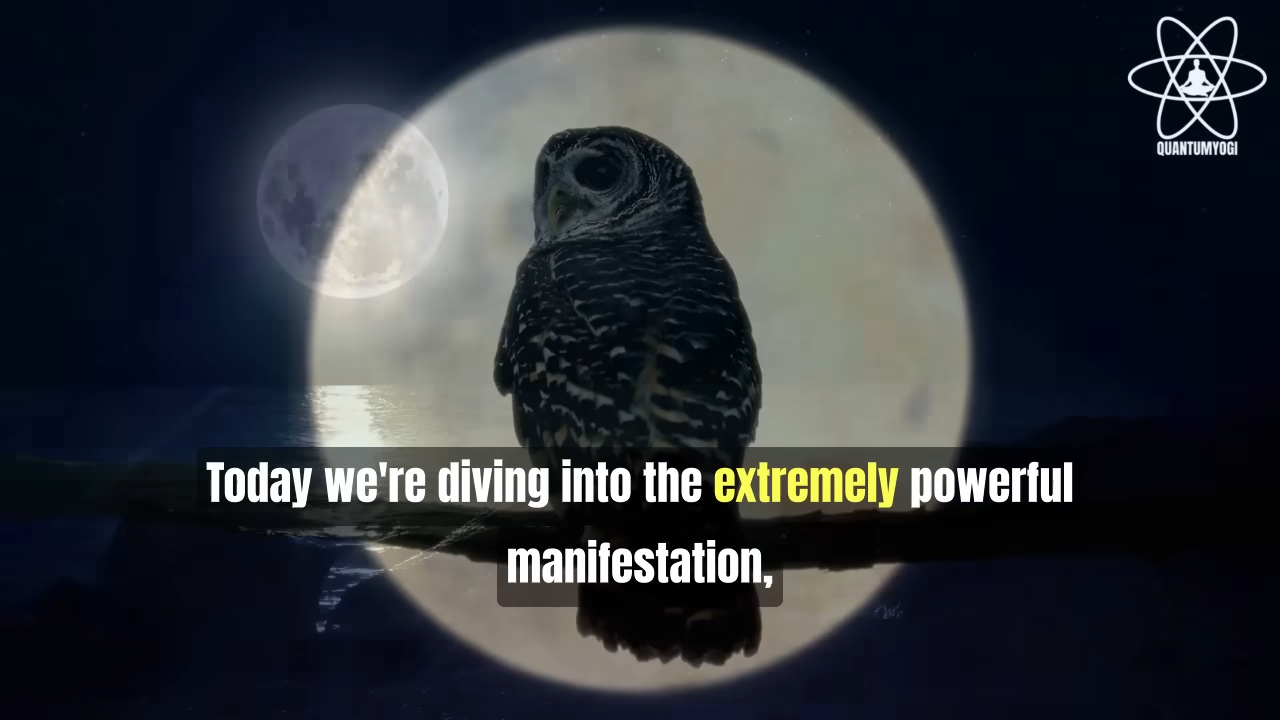 QUANTUMYOGI
Today we're diving into the extremely powerful
manifestation,